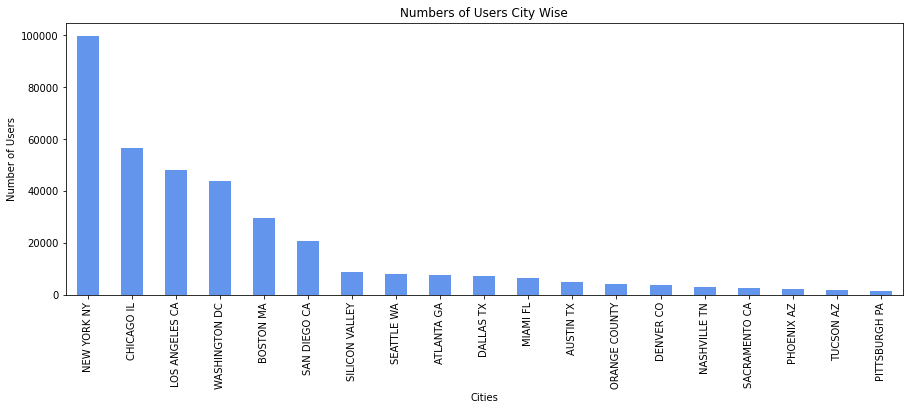 Numbers of Users City Wise
100000
80000
60000
40000
20000
0
Number of Users
NEW YORK NY
CHICAGO IL
LOS ANGELES CA
WASHINGTON DC
BOSTON MA
SAN DIEGO CA
SILICON VALLEY
SEATTLE WA
ATLANTA GA
DALLAS TX
MIAMI FL
AUSTIN TX
ORANGE COUNTY
DENVER CO
NASHVILLE TN
SACRAMENTO CA
PHOENIX AZ
TUCSON AZ
PITTSBURGH PA
Cities